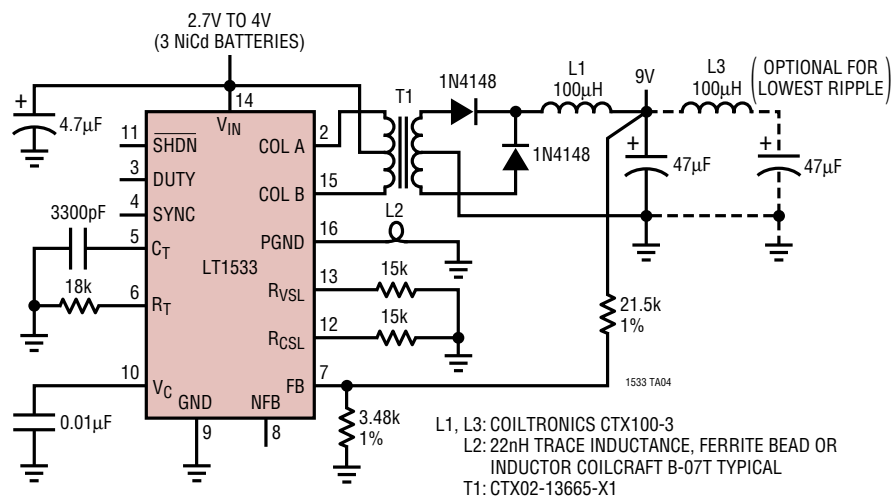 2.7V TO 4V
(3 NiCd BATTERIES)
+
4.7µF
14
VIN
11
SHDN
3
DUTY
4
SYNC
3300pF
5
CT
18k
6
RT
10
VC
0.01µF
GND
9
NFB
8
LT1533
COL A
2
COL B
15
PGND
16
RVSL
13
RCSL
12
FB
7
T1
1N4148
1N4148
L1
100µH
9V
L3
100µH
(OPTIONAL FOR
LOWEST RIPPLE)
+
47µF
+
47µF
L2
15k
15k
21.5k
1%
3.48k
1%
1533 TA04
L1, L3: COILTRONICS CTX100-3
L2: 22nH TRACE INDUCTANCE, FERRITE BEAD OR
INDUCTOR COILCRAFT B-07T TYPICAL
T1: CTX02-13665-X1